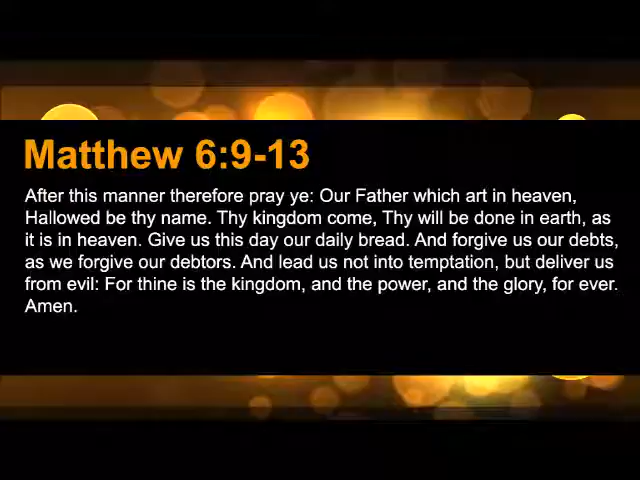 Matthew 6:9-13
After this manner therefore pray ye: Our Father which art in heaven,
Hallowed be thy name. Thy kingdom come, Thy will be done in earth, as
it is in heaven. Give us this day our daily bread. And forgive us our debts,
as we forgive our debtors. And lead us not into temptation, but deliver us
from evil: For thine is the kingdom, and the power, and the glory, for ever.
Amen.